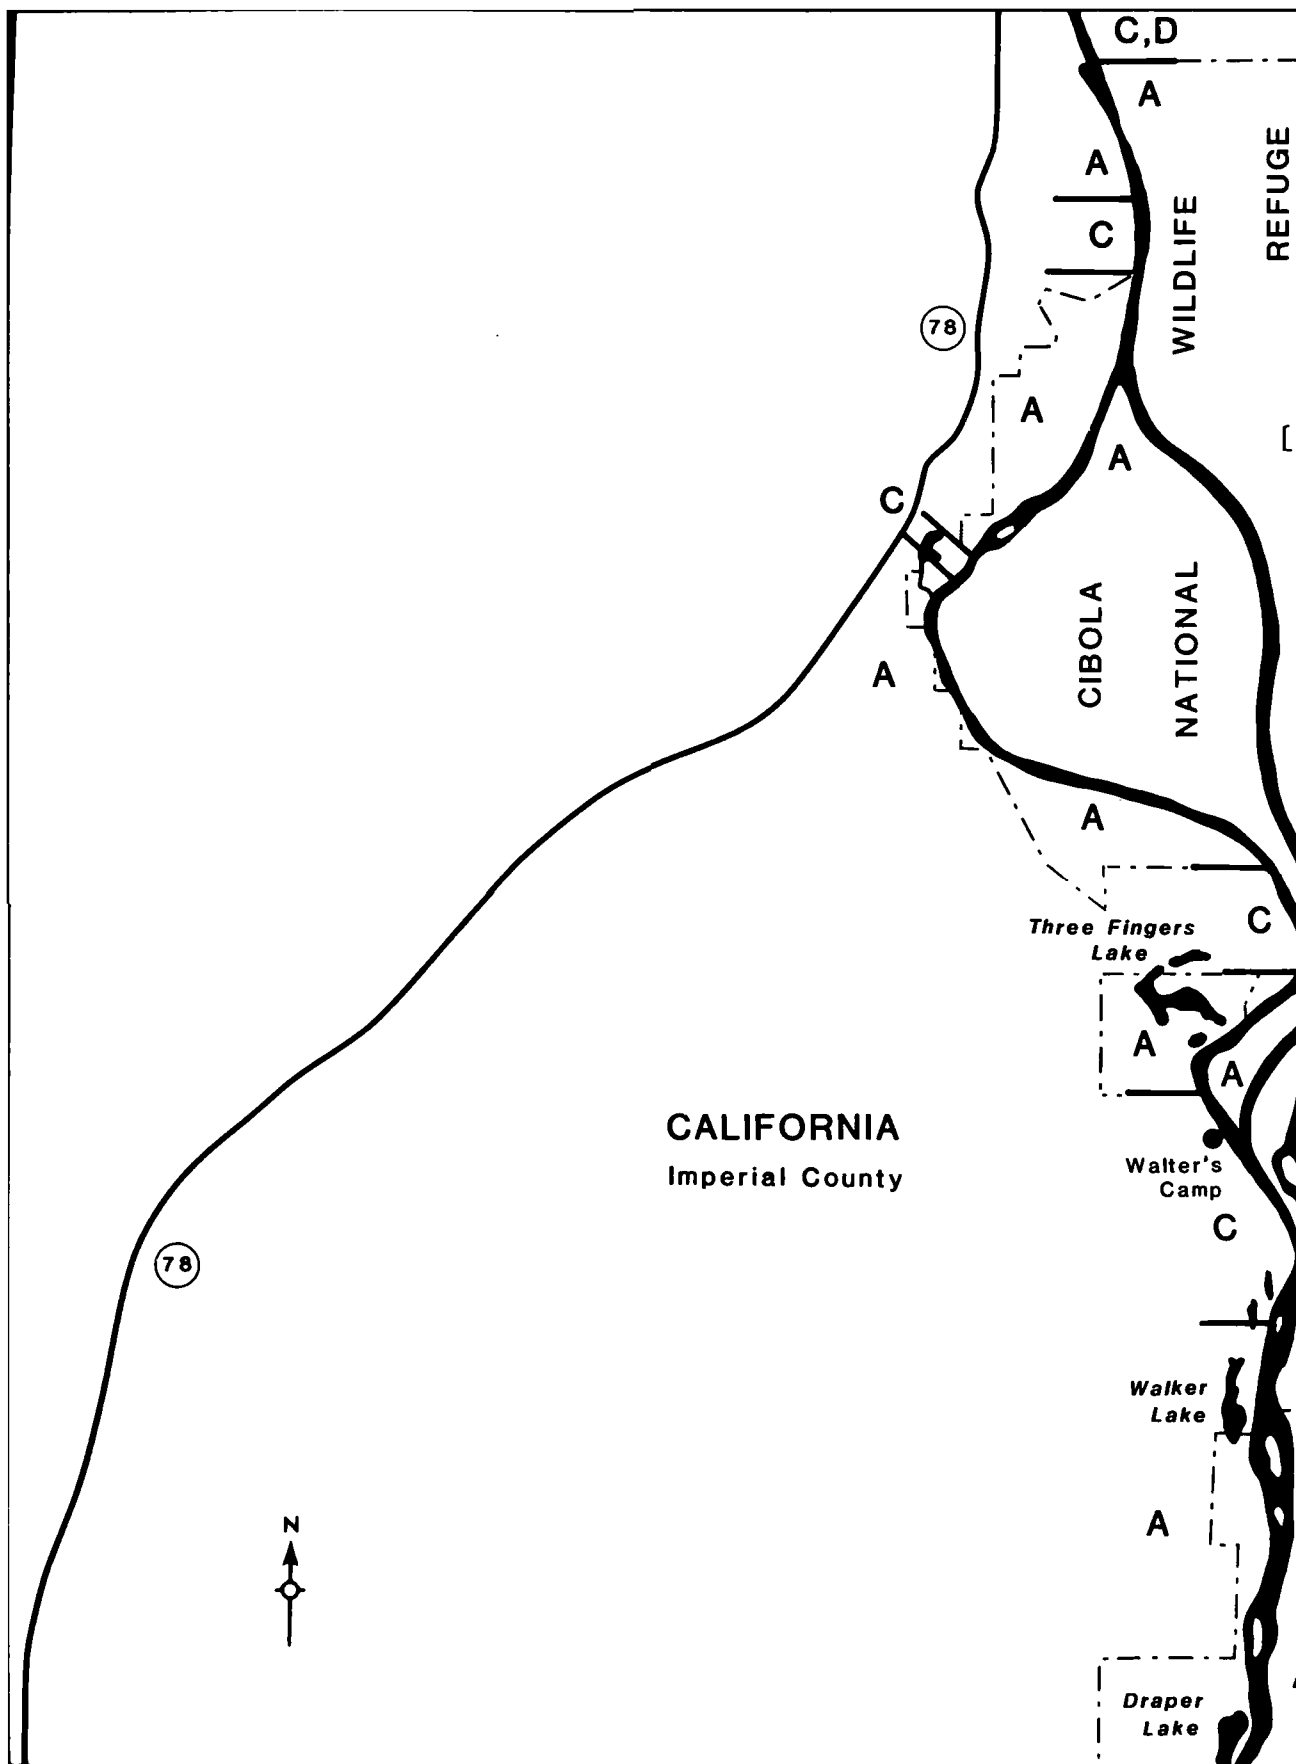 C,D
A
A
C
WILDLIFE
REFUGE
78
A
A
C
CIBOLA
NATIONAL
A
A
C
Three Fingers
Lake
A
A
CALIFORNIA
Imperial County
Walter's
Camp
C
78
Walker
Lake
A
N
Draper
Lake